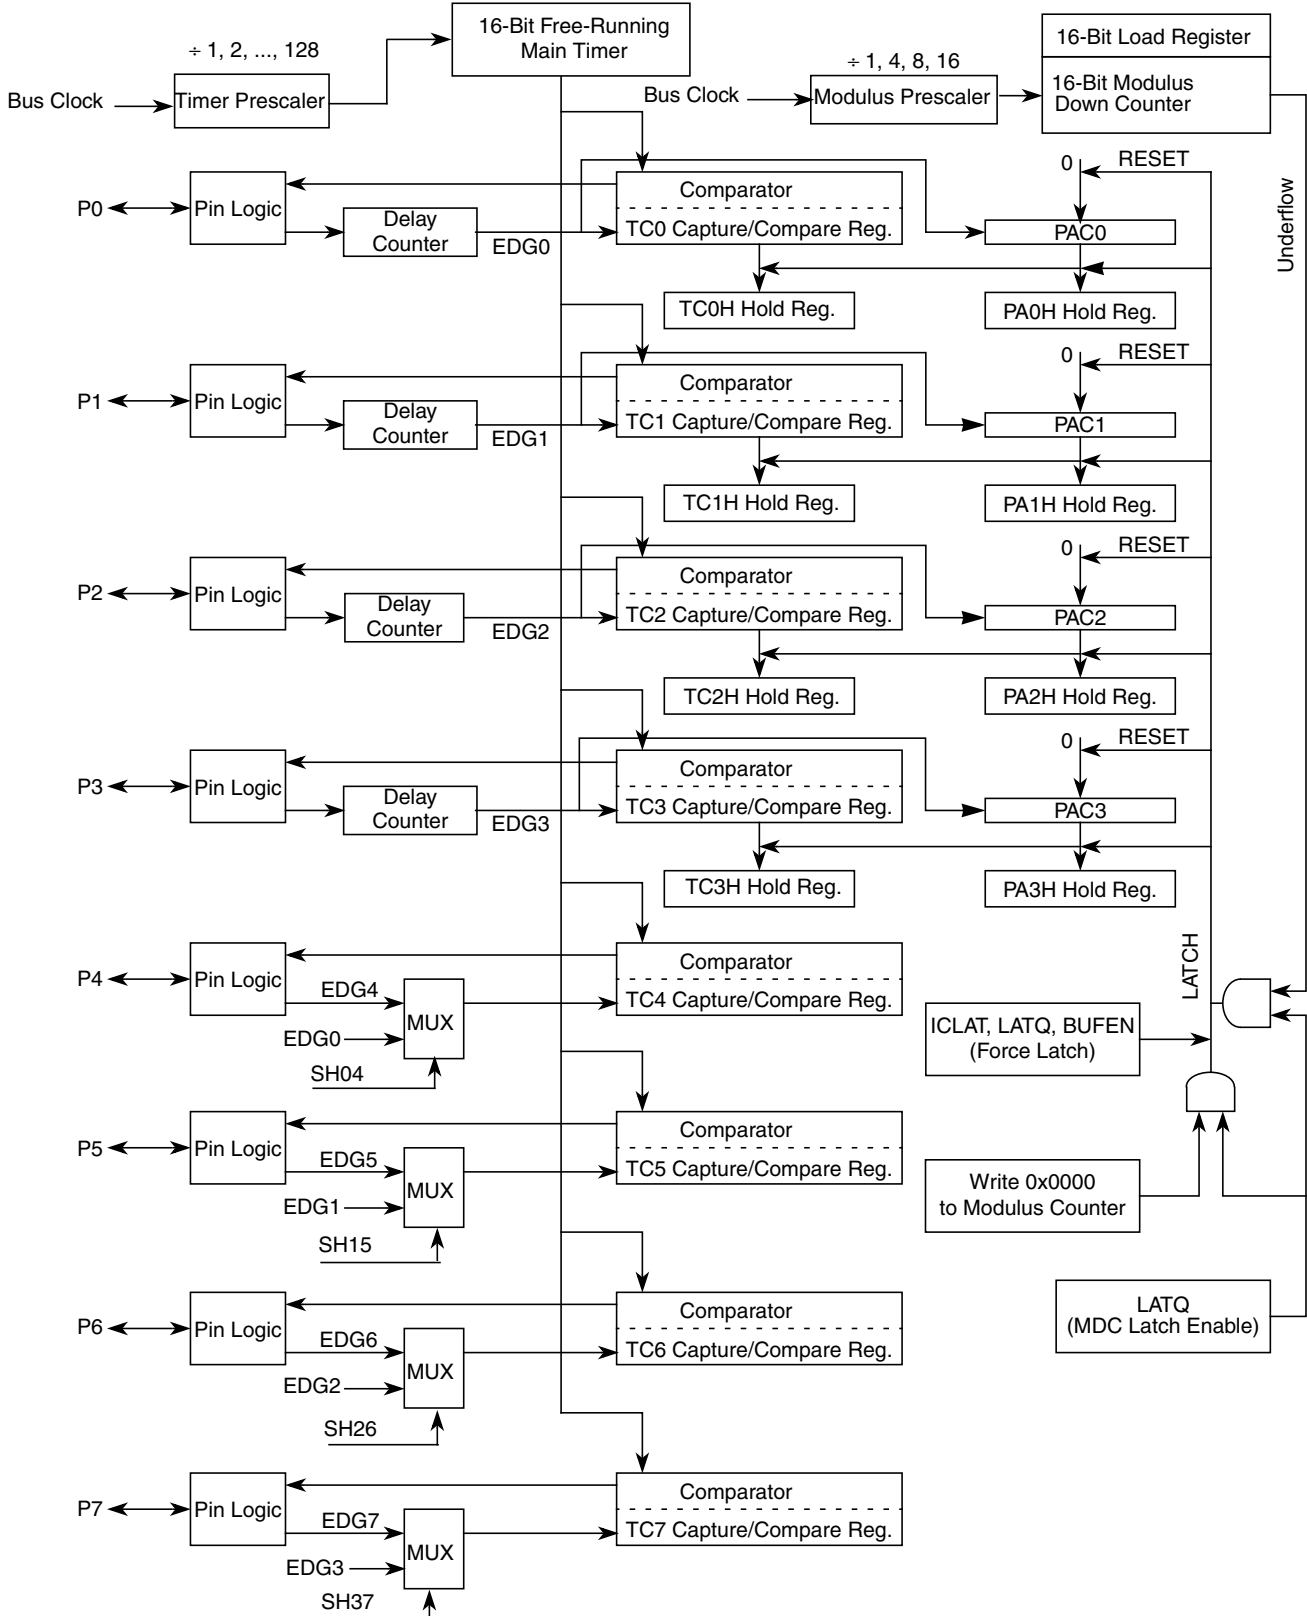 16-Bit Free-Running
Main Timer
16-Bit Load Register
÷ 1, 2, ..., 128
÷ 1, 4, 8, 16
Bus Clock
Timer Prescaler
Bus Clock
Modulus Prescaler
16-Bit Modulus
Down Counter
Underflow
0
RESET
P0
Pin Logic
Delay
Counter
EDG0
Comparator
TC0 Capture/Compare Reg.
PAC0
TC0H Hold Reg.
PA0H Hold Reg.
0
RESET
P1
Pin Logic
Delay
Counter
EDG1
Comparator
TC1 Capture/Compare Reg.
PAC1
TC1H Hold Reg.
PA1H Hold Reg.
0
RESET
P2
Pin Logic
Delay
Counter
EDG2
Comparator
TC2 Capture/Compare Reg.
PAC2
TC2H Hold Reg.
PA2H Hold Reg.
0
RESET
P3
Pin Logic
Delay
Counter
EDG3
Comparator
TC3 Capture/Compare Reg.
PAC3
TC3H Hold Reg.
PA3H Hold Reg.
LATCH
P4
Pin Logic
EDG4
EDG0
MUX
SH04
Comparator
TC4 Capture/Compare Reg.
ICLAT, LATQ, BUFEN
(Force Latch)
P5
Pin Logic
EDG5
EDG1
MUX
SH15
Comparator
TC5 Capture/Compare Reg.
Write 0x0000
to Modulus Counter
P6
Pin Logic
EDG6
EDG2
MUX
SH26
Comparator
TC6 Capture/Compare Reg.
LATQ
(MDC Latch Enable)
P7
Pin Logic
EDG7
EDG3
MUX
SH37
Comparator
TC7 Capture/Compare Reg.